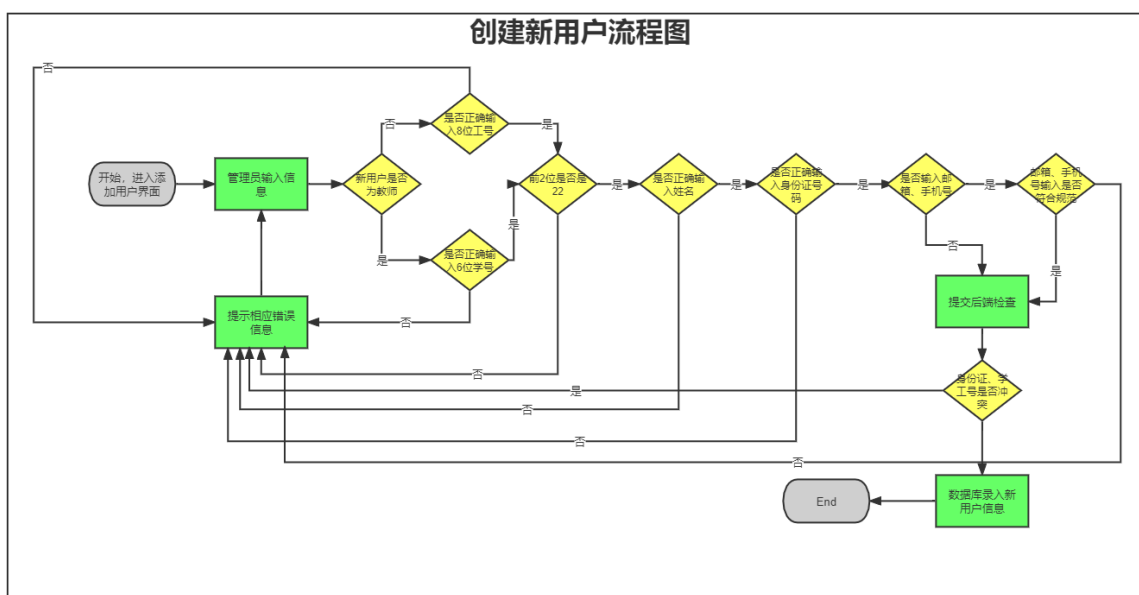 创建新用户流程图
否
是否正确输
入8位工号
否
是
开始，进入添
加用户界面
管理员输入信
息
新用户是否
为教师
前2位是否是
22
是
是否正确输
入姓名
是
是否正确输
入身份证号
码
是
是否输入邮
箱、手机号
是
邮箱、手机
号输入是否
符合规范
是
是
是否正确输
入6位学号
否
是
提交后端检查
提示相应错误
信息
否
否
是
身份证、学
工号是否冲
突
否
否
否
数据库录入新
用户信息
End